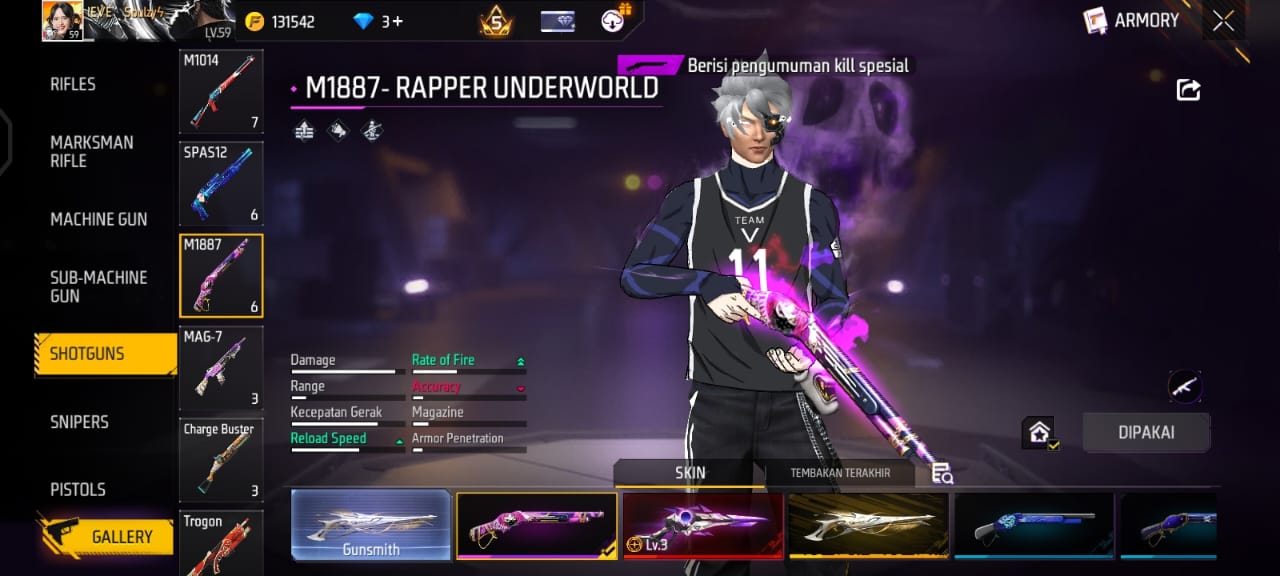 IEVE
Soulzy⁴
59
LV.59
131542
3+
5
ARMORY
RIFLES
MARKSMAN
RIFLE
MACHINE GUN
SUB-MACHINE
GUN
SHOTGUNS
SNIPERS
PISTOLS
GALLERY
M1014
7
SPAS12
6
M1887
6
MAG-7
3
Charge Buster
3
Trogon
Berisi pengumuman kill spesial
M1887- RAPPER UNDERWORLD
TEAM
V
11
Damage
Rate of Fire
Range
Accuracy
Kecepatan Gerak
Magazine
Reload Speed
Armor Penetration
DIPAKAI
SKIN
TEMBAKAN TERAKHIR
Gunsmith
Lv.3